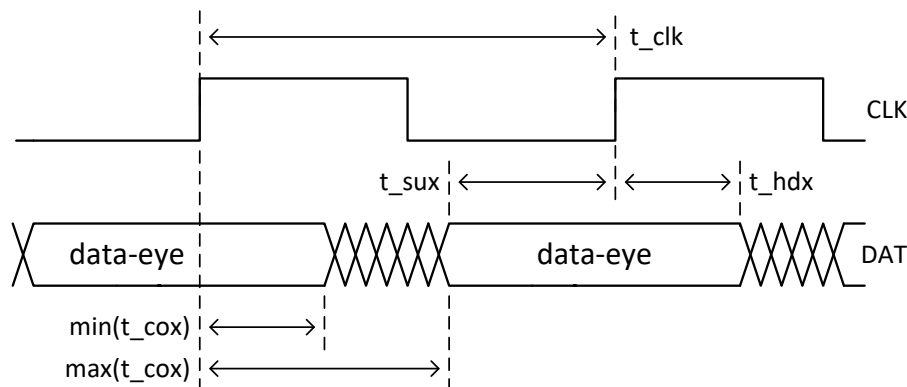 t_clk
CLK
t_sux
t_hdx
data-eye
data-eye
DAT
min(t_cox)
max(t_cox)